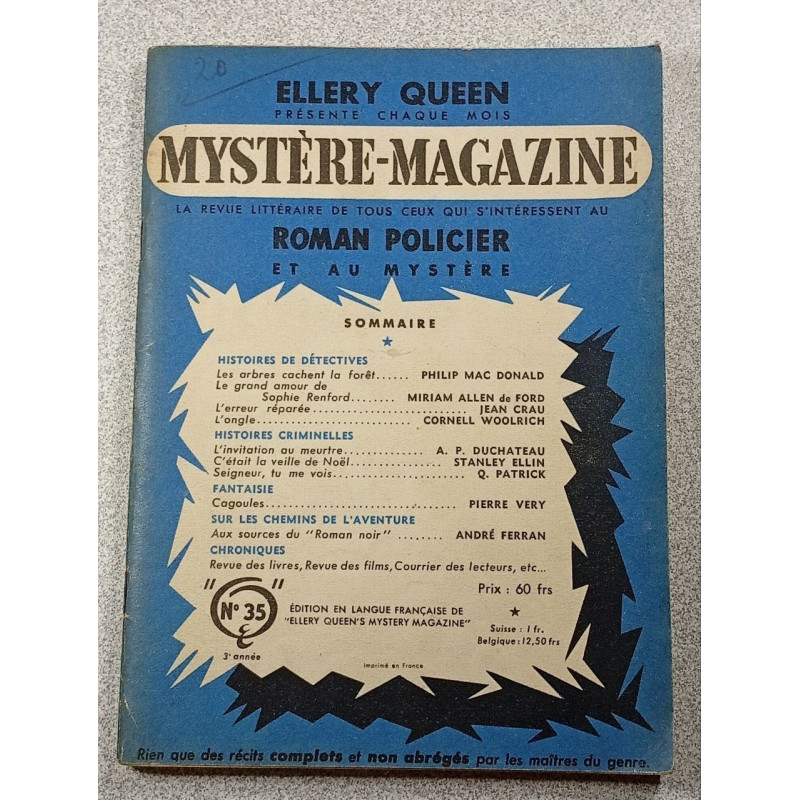 20
ELLERY QUEEN
PRÉSENTE CHAQUE MOIS
MYSTÈRE-MAGAZINE
LA REVUE LITTÉRAIRE DE TOUS CEUX QUI S'INTÉRESSENT AU
ROMAN POLICIER
ET AU MYSTÈRE
SOMMAIRE
HISTOIRES DE DÉTECTIVES
Les arbres cachent la forêt...... PHILIP MAC DONALD
Le grand amour de
Sophie Renford........ MIRIAM ALLEN de FORD
L'erreur réparée........................... JEAN CRAU
L'ongle................................ CORNELL WOOLRICH
HISTOIRES CRIMINELLES
L'invitation au meurtre................... A. P. DUCHATEAU
C'était la veille de Noël................ STANLEY ELLIN
Seigneur, tu me vois....................... Q. PATRICK
FANTAISIE
Cagoules....................................... PIERRE VERY
SUR LES CHEMINS DE L'AVENTURE
Aux sources du "Roman noir" ........ ANDRÉ FERRAN
CHRONIQUES
Revue des livres, Revue des films, Courrier des lecteurs, etc...
Prix : 60 frs
"N° 35"
3e année
ÉDITION EN LANGUE FRANÇAISE DE
"ELLERY QUEEN'S MYSTERY MAGAZINE"
Suisse : 1 fr.
Belgique : 12,50 frs
Imprimé en France
Rien que des récits complets et non abrégés par les maîtres du genre.